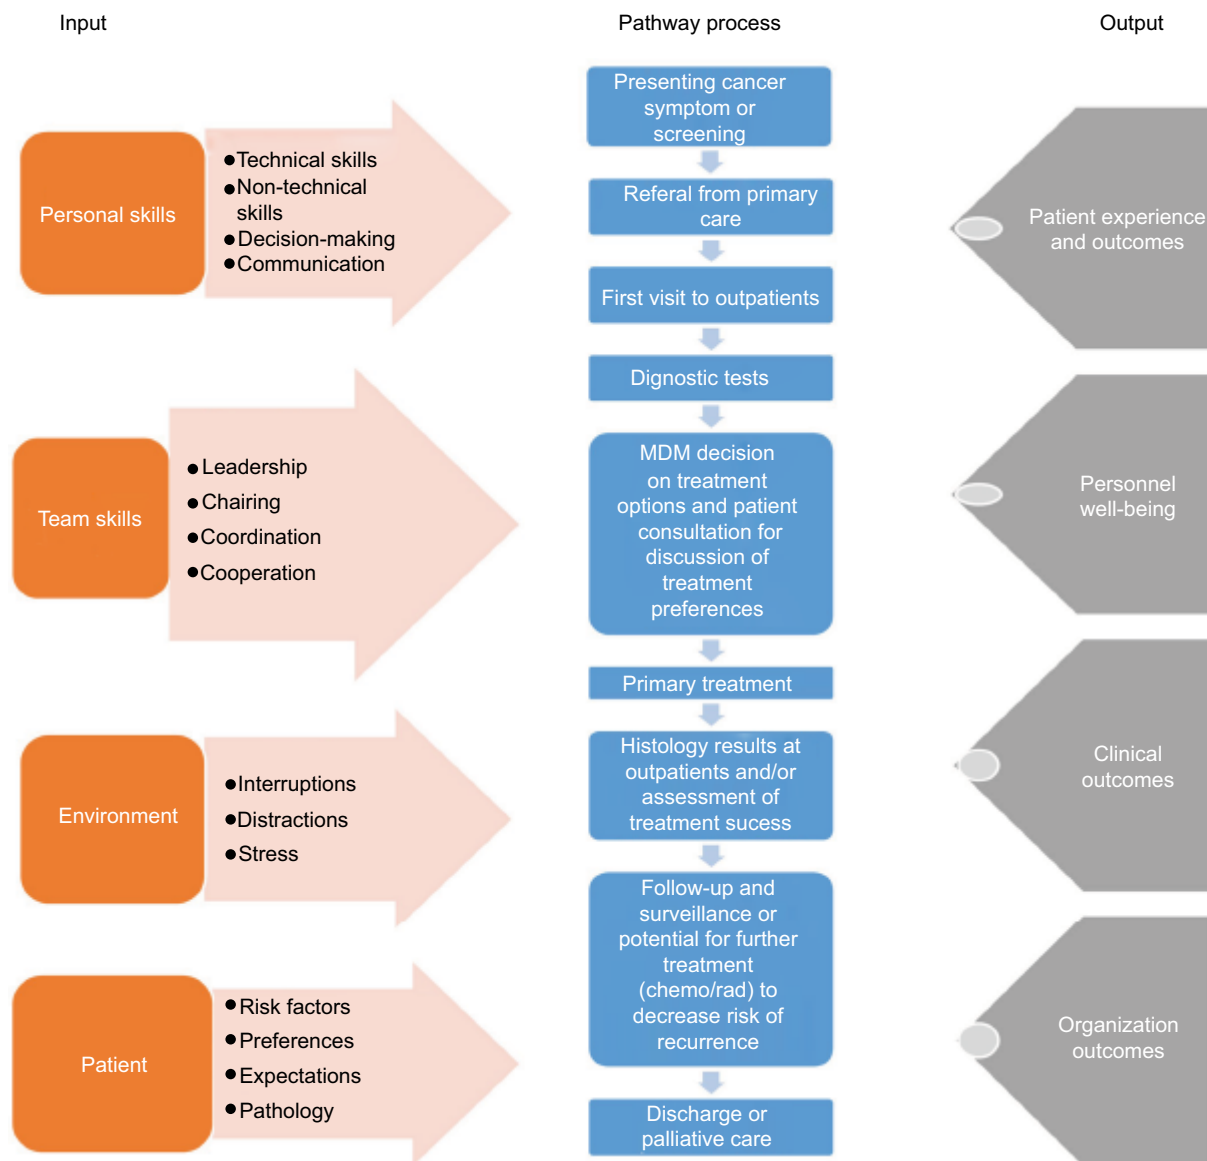 Input
Pathway process
Output
Personal skills
●Technical skills
●Non-technical
skills
●Decision-making
●Communication
Team skills
●Leadership
●Chairing
●Coordination
●Cooperation
Environment
●Interruptions
●Distractions
●Stress
Patient
●Risk factors
●Preferences
●Expectations
●Pathology
Presenting cancer
symptom or
screening
Referal from primary
care
First visit to outpatients
Dignostic tests
MDM decision
on treatment
options and patient
consultation for
discussion of
treatment
preferences
Primary treatment
Histology results at
outpatients and/or
assessment of
treatment sucess
Follow-up and
surveillance or
potential for further
treatment
(chemo/rad) to
decrease risk of
recurrence
Discharge or
palliative care
Patient experience
and outcomes
Personnel
well-being
Clinical
outcomes
Organization
outcomes